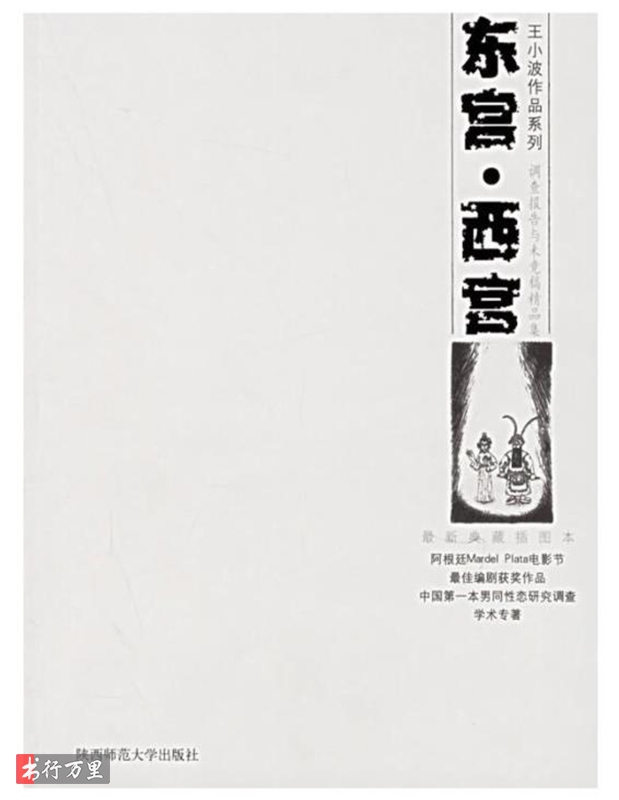 王小波作品系列
东宫·西宫
调查报告与未竟稿精品集
最新典藏插图本
阿根廷Mardel Plata电影节
最佳编剧获奖作品
中国第一本男同性恋研究调查
学术专著
陕西师范大学出版社
书行万里